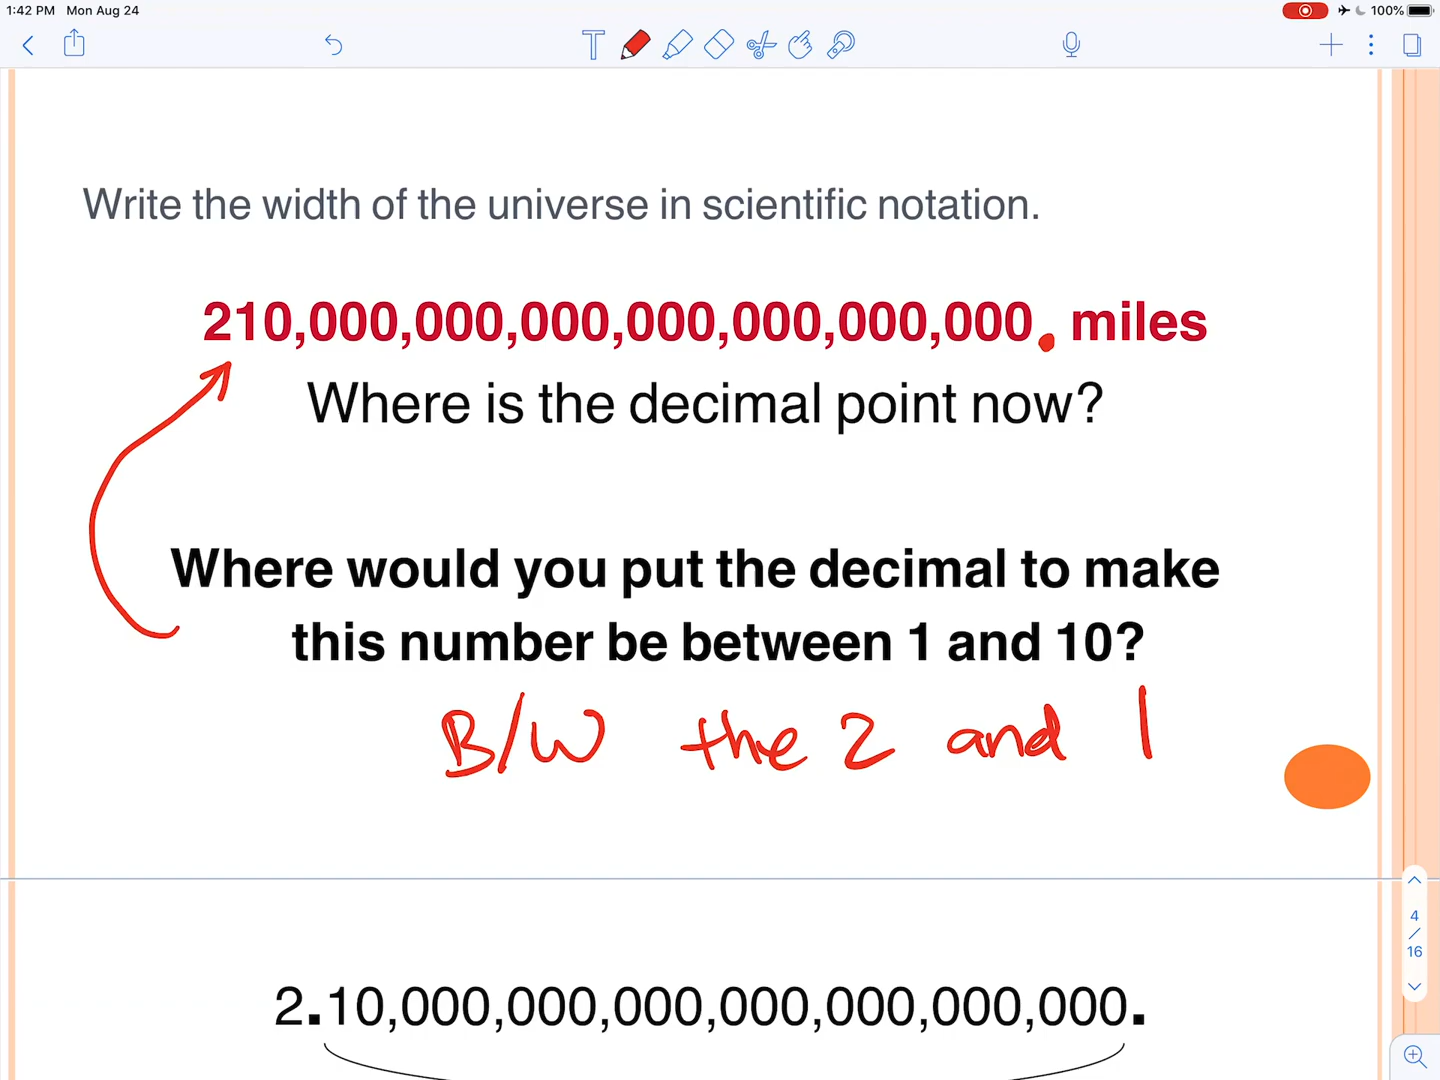 1:42 PM Mon Aug 24
100%
T
Write the width of the universe in scientific notation.
210,000,000,000,000,000,000,000. miles
Where is the decimal point now?
Where would you put the decimal to make
this number be between 1 and 10?
B/W the 2 and 1
4
/
16
2.10,000,000,000,000,000,000,000.